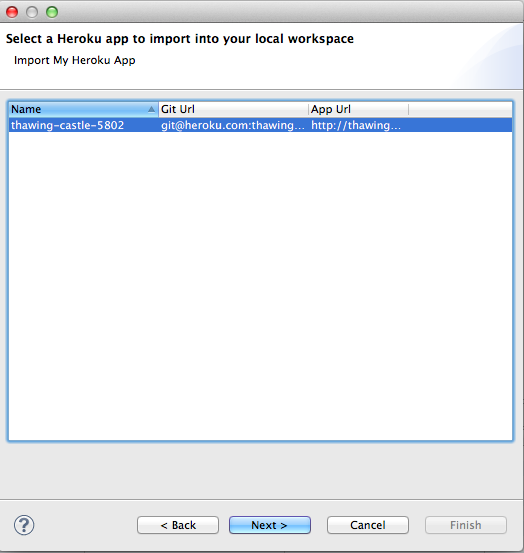 Select a Heroku app to import into your local workspace
Import My Heroku App
Name Git Url App Url
thawing-castle-5802 git@heroku.com:thawing... http://thawing...
? < Back Next > Cancel Finish